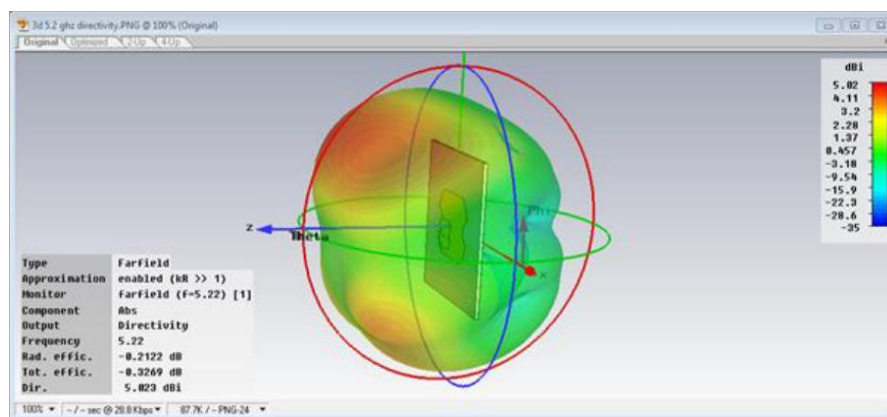 3d 5.2 ghz directivity.PNG @ 100% (Original)
Original Optimized 2-Up 4-Up
dBi
5.02
4.11
3.2
2.28
1.37
0.457
-3.18
-9.54
-15.9
-22.3
-28.6
-35
Phi
z
Theta
x
Type Farfield
Approximation enabled (kR >> 1)
Monitor farfield (f=5.22) [1]
Component Abs
Output Directivity
Frequency 5.22
Rad. effic. -0.2122 dB
Tot. effic. -0.3269 dB
Dir. 5.023 dBi
100% -- / -- sec @ 28.8 Kbps 87.7K / -- PNG-24